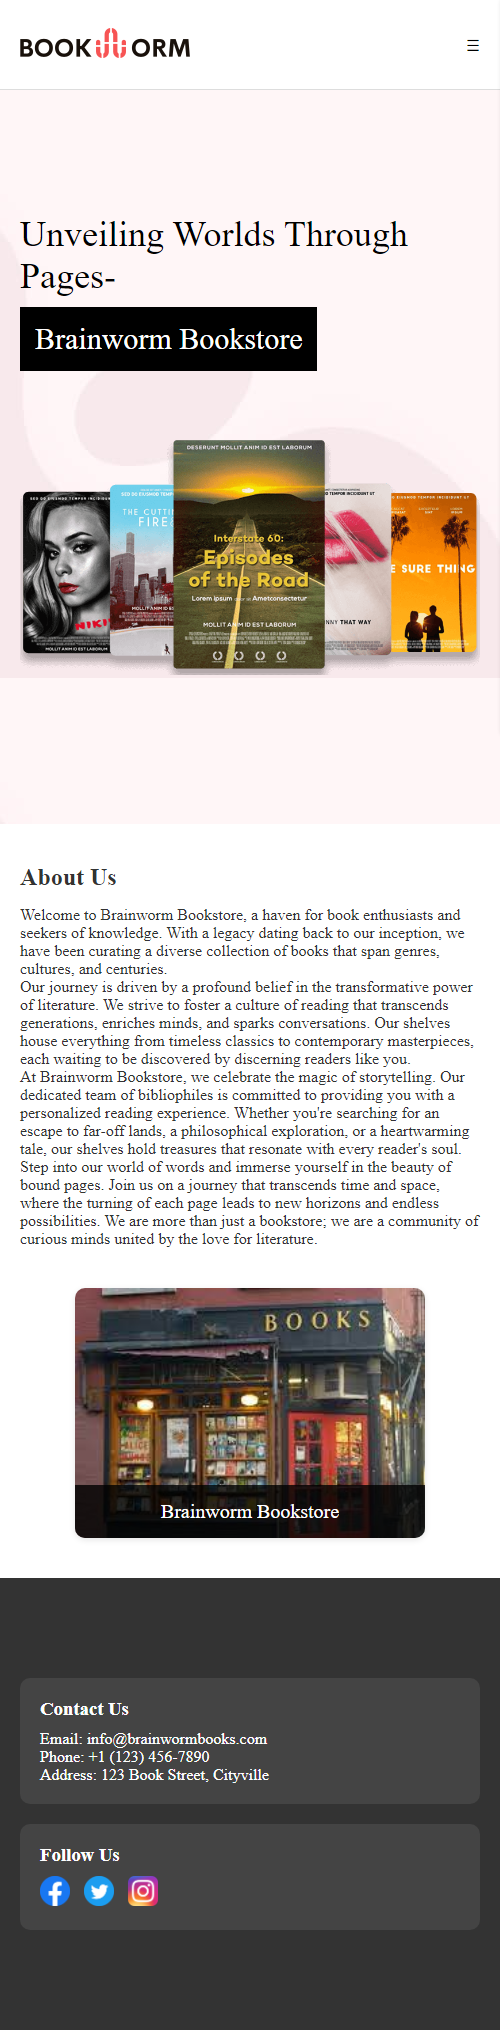 BOOK ORM
☰
Unveiling Worlds Through
Pages-
Brainworm Bookstore
DESERUNT MOLLIT ANIM ID EST LABORUM
SED DO EIUSMOD TEMPOR INCIDIDUNT
THE CUTTIN
FIRE
MOLLIT ANIM ID E
NIKI
MOLLIT ANIM ID EST LABORUM
Interstate 60:
Episodes
of the Road
Lorem ipsum Ametconsectetur
MOLLIT ANIM ID EST LABORUM
TEMPOR INCIDIDUNT UT
NNY THAT WAY
E SURE THING
About Us
Welcome to Brainworm Bookstore, a haven for book enthusiasts and
seekers of knowledge. With a legacy dating back to our inception, we
have been curating a diverse collection of books that span genres,
cultures, and centuries.
Our journey is driven by a profound belief in the transformative power
of literature. We strive to foster a culture of reading that transcends
generations, enriches minds, and sparks conversations. Our shelves
house everything from timeless classics to contemporary masterpieces,
each waiting to be discovered by discerning readers like you.
At Brainworm Bookstore, we celebrate the magic of storytelling. Our
dedicated team of bibliophiles is committed to providing you with a
personalized reading experience. Whether you're searching for an
escape to far-off lands, a philosophical exploration, or a heartwarming
tale, our shelves hold treasures that resonate with every reader's soul.
Step into our world of words and immerse yourself in the beauty of
bound pages. Join us on a journey that transcends time and space,
where the turning of each page leads to new horizons and endless
possibilities. We are more than just a bookstore; we are a community of
curious minds united by the love for literature.
BOOKS
Brainworm Bookstore
Contact Us
Email: info@brainwormbooks.com
Phone: +1 (123) 456-7890
Address: 123 Book Street, Cityville
Follow Us